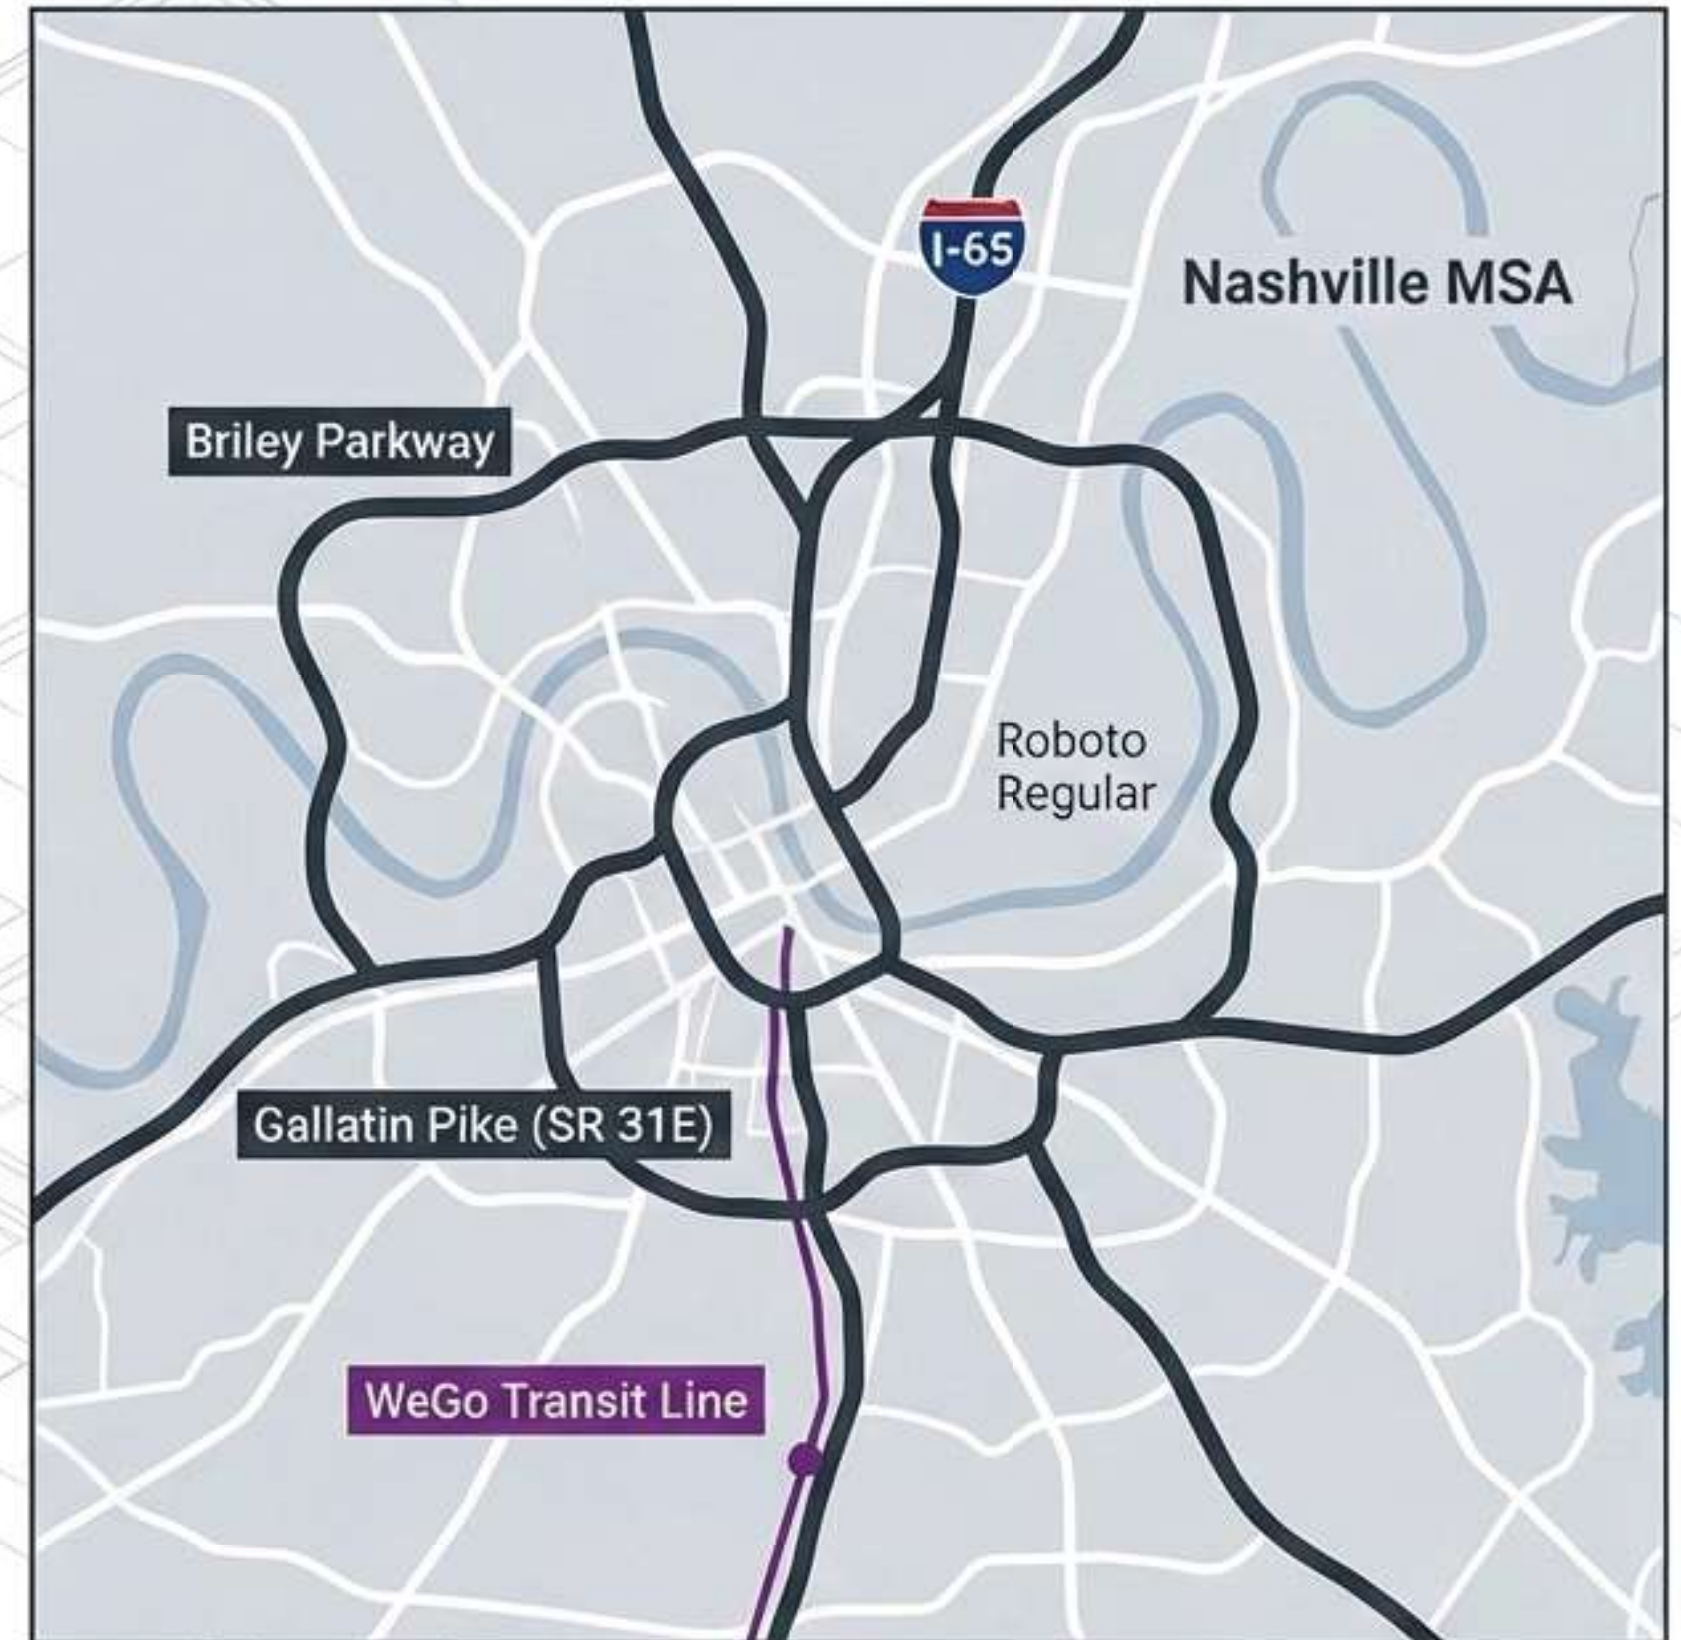 I-65
Nashville MSA
Briley Parkway
Roboto
Regular
Gallatin Pike (SR 31E)
WeGo Transit Line